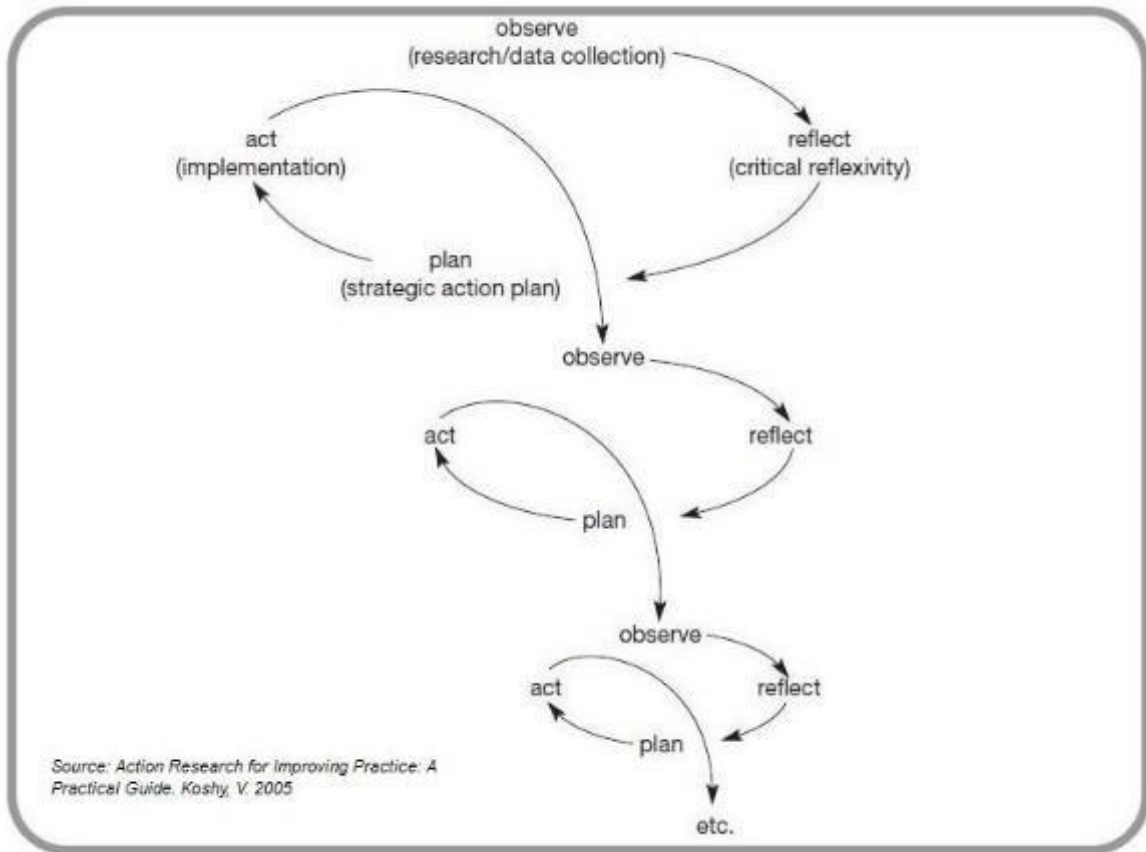 observe
(research/data collection)
act
(implementation)
reflect
(critical reflexivity)
plan
(strategic action plan)
observe
act
reflect
plan
observe
act
reflect
plan
Source: Action Research for Improving Practice: A
Practical Guide. Koshy, V. 2005
etc.